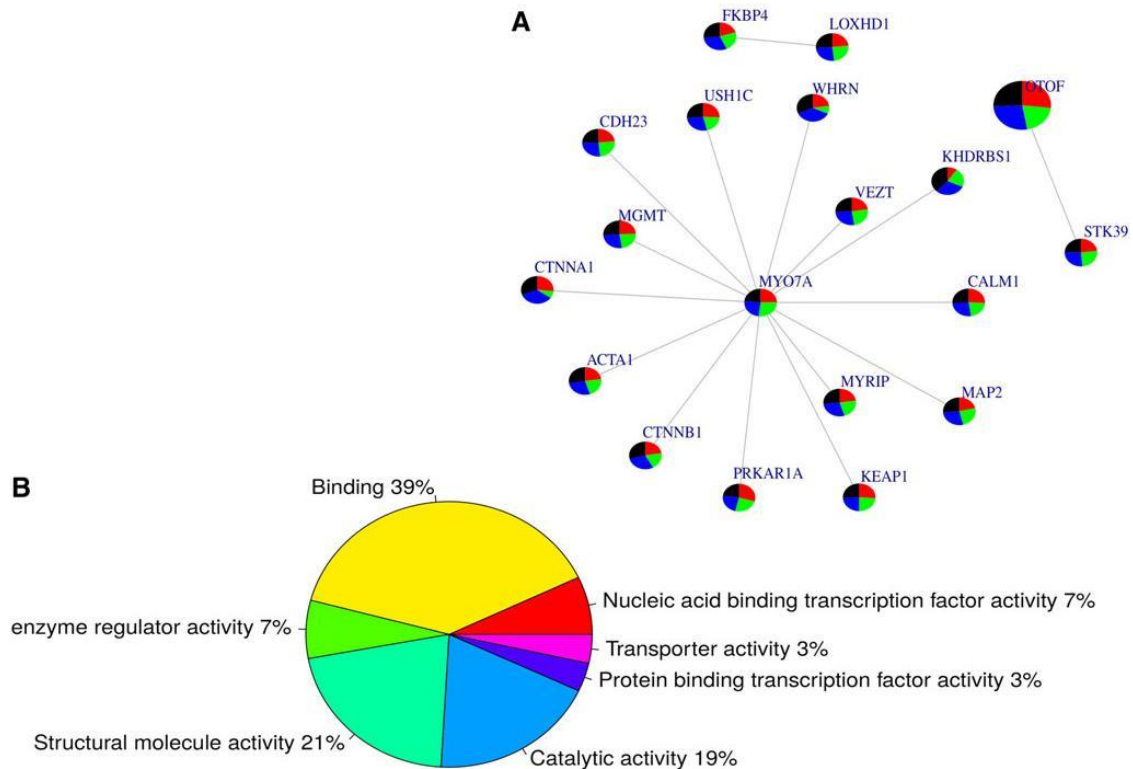 A
FKBP4
LOXHD1
OTOF
USH1C
WHRN
CDH23
KHDRBS1
VEZT
MGMT
STK39
CTNNA1
MYO7A
CALM1
ACTA1
MYRIP
MAP2
CTNNB1
PRKAR1A
KEAP1
B
Binding 39%
Nucleic acid binding transcription factor activity 7%
enzyme regulator activity 7%
Transporter activity 3%
Protein binding transcription factor activity 3%
Structural molecule activity 21%
Catalytic activity 19%